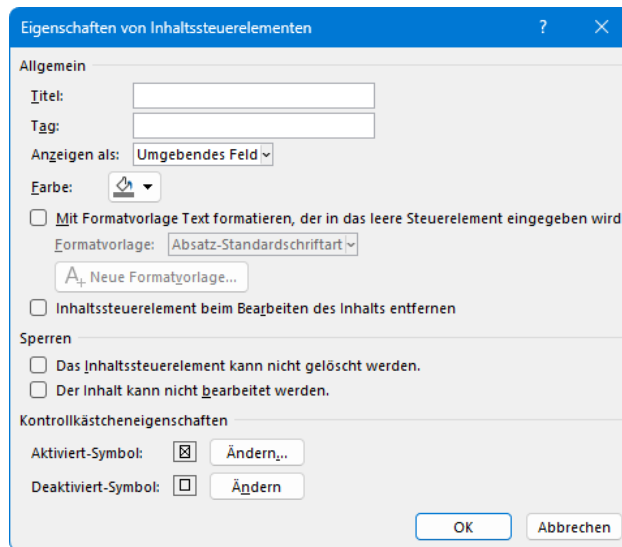 Eigenschaften von Inhaltssteuerelementen ?
Allgemein
Titel:
Tag:
Anzeigen als: Umgebendes Feld
Farbe:
Mit Formatvorlage Text formatieren, der in das leere Steuerelement eingegeben wird
Formatvorlage: Absatz-Standardschriftart
A+ Neue Formatvorlage...
Inhaltssteuerelement beim Bearbeiten des Inhalts entfernen
Sperren
Das Inhaltssteuerelement kann nicht gelöscht werden.
Der Inhalt kann nicht bearbeitet werden.
Kontrollkästcheneigenschaften
Aktiviert-Symbol: ☒ Ändern...
Deaktiviert-Symbol: ☐ Ändern
OK Abbrechen